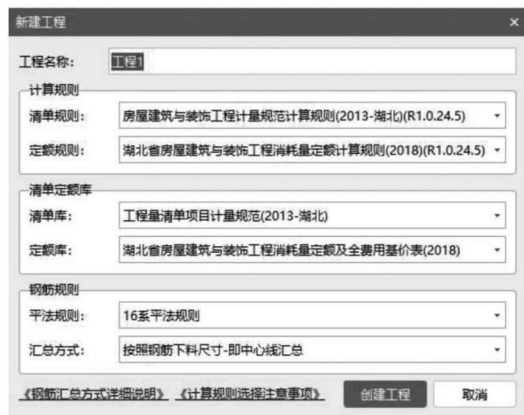 新建工程
工程名称: 工程1
计算规则
清单规则: 房屋建筑与装饰工程计量规范计算规则(2013-湖北)(R1.0.24.5)
定额规则: 湖北省房屋建筑与装饰工程消耗量定额计算规则(2018)(R1.0.24.5)
清单定额库
清单库: 工程量清单项目计量规范(2013-湖北)
定额库: 湖北省房屋建筑与装饰工程消耗量定额及全费用基价表(2018)
钢筋规则
平法规则: 16系平法规则
汇总方式: 按照钢筋下料尺寸-即中心线汇总
《钢筋汇总方式详细说明》 《计算规则选择注意事项》 创建工程 取消